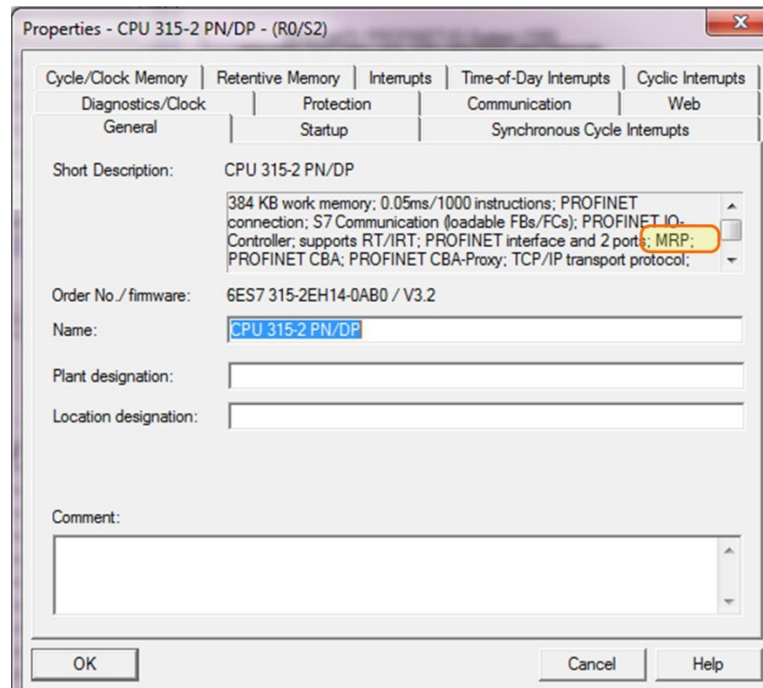 Properties - CPU 315-2 PN/DP - (R0/S2)
Cycle/Clock Memory Retentive Memory Interrupts Time-of-Day Interrupts Cyclic Interrupts
Diagnostics/Clock Protection Communication Web
General Startup Synchronous Cycle Interrupts
Short Description: CPU 315-2 PN/DP
384 KB work memory; 0.05ms/1000 instructions; PROFINET
connection; S7 Communication (loadable FBs/FCs); PROFINET IO-
Controller; supports RT/IRT; PROFINET interface and 2 ports; MRP;
PROFINET CBA; PROFINET CBA-Proxy; TCP/IP transport protocol;
Order No./ firmware: 6ES7 315-2EH14-0AB0 / V3.2
Name: CPU 315-2 PN/DP
Plant designation:
Location designation:
Comment:
OK Cancel Help